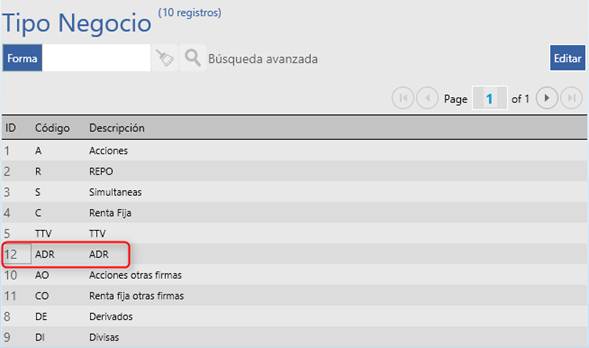 Tipo Negocio (10 registros)
Forma Búsqueda avanzada Editar
Page 1 of 1
ID Código Descripción
1 A Acciones
2 R REPO
3 S Simultaneas
4 C Renta Fija
5 TTV TTV
12 ADR ADR
10 AO Acciones otras firmas
11 CO Renta fija otras firmas
8 DE Derivados
9 DI Divisas